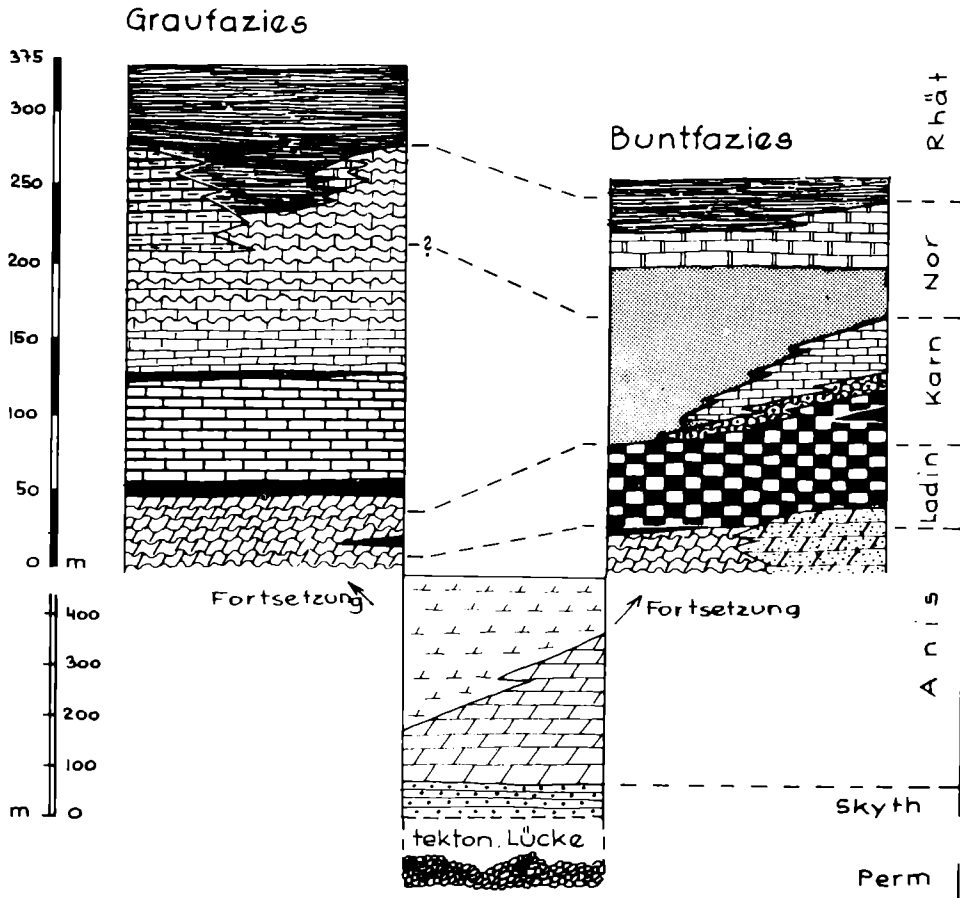 Graufazies
375
300
250
200
150
100
50
0 m
?
Buntfazies
Rhät
Nor
Karn
Ladin
Anis
Skyth
Perm
Fortsetzung
Fortsetzung
400
300
200
100
m 0
tekton. Lücke